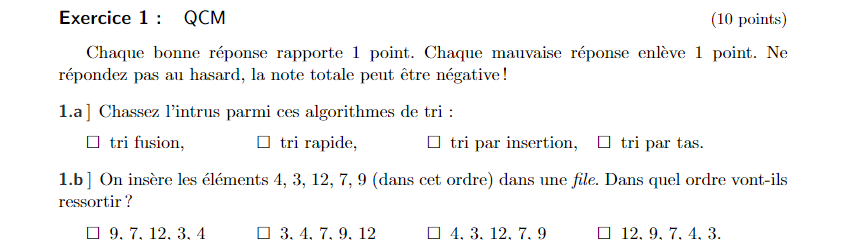 Exercice 1 : QCM (10 points)
Chaque bonne réponse rapporte 1 point. Chaque mauvaise réponse enlève 1 point. Ne
répondez pas au hasard, la note totale peut être négative !
1.a ] Chassez l'intrus parmi ces algorithmes de tri :
☐ tri fusion, ☐ tri rapide, ☐ tri par insertion, ☐ tri par tas.
1.b ] On insère les éléments 4, 3, 12, 7, 9 (dans cet ordre) dans une file. Dans quel ordre vont-ils
ressortir ?
☐ 9, 7, 12, 3, 4 ☐ 3, 4, 7, 9, 12 ☐ 4, 3, 12, 7, 9 ☐ 12, 9, 7, 4, 3.